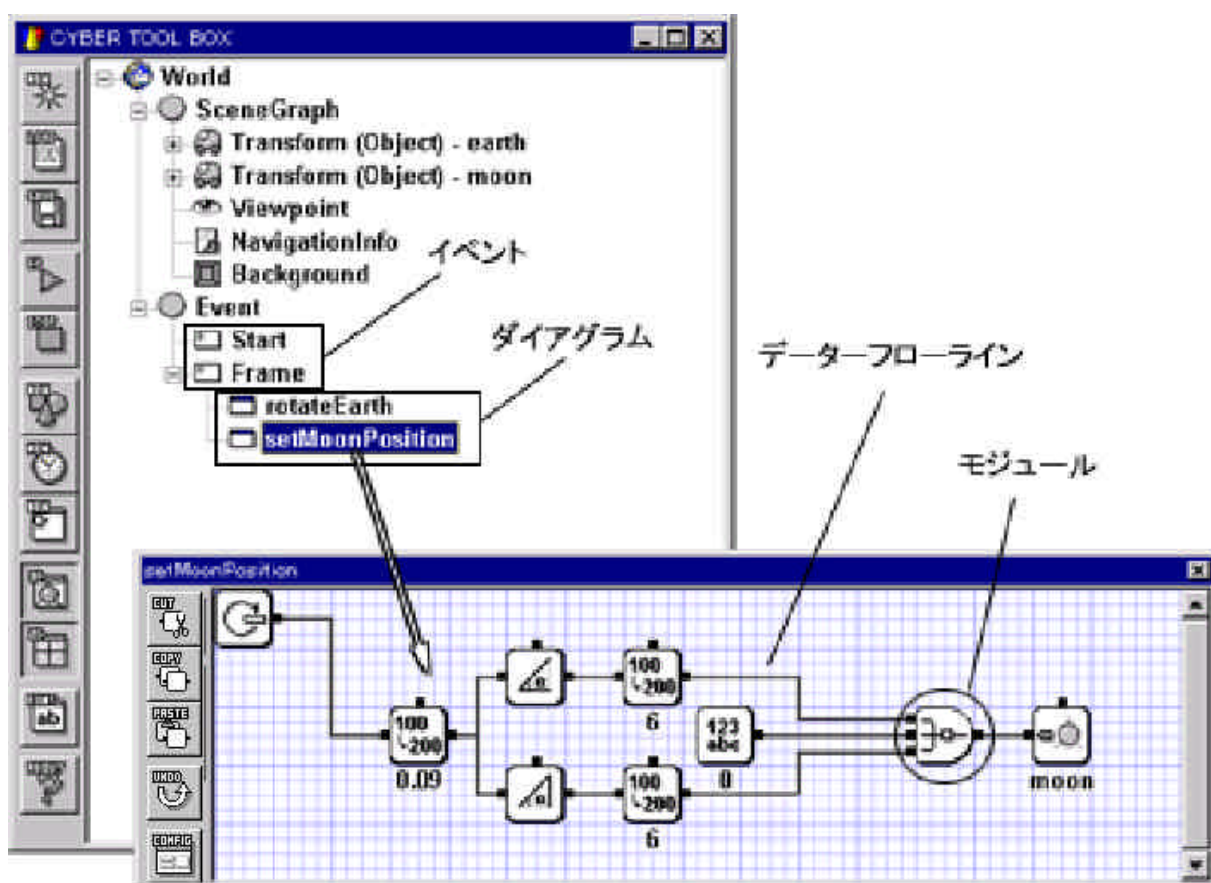 CYBER TOOL BOX
World
SceneGraph
Transform (Object) - earth
Transform (Object) - moon
Viewpoint
NavigationInfo
Background
Event
Start
Frame
rotateEarth
setMoonPosition
イベント
ダイアグラム
データーフローライン
モジュール
setMoonPosition
CUT
COPY
PASTE
UNDO
CONFIG
100
200
0.09
100
200
6
123
abc
0
100
200
6
moon
ab